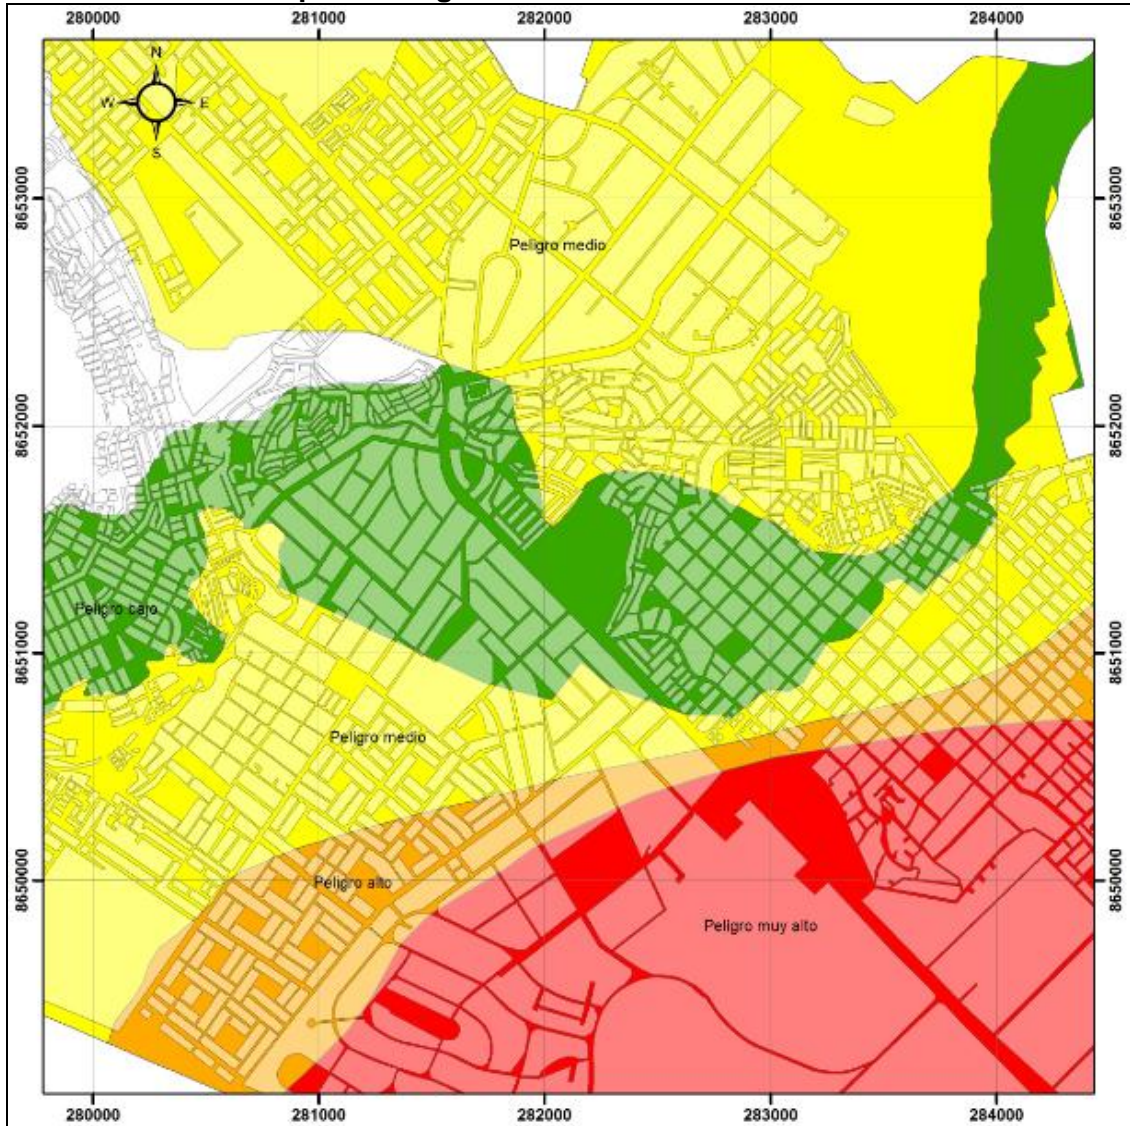 280000 281000 282000 283000 284000
N
W E
S
8653000 8653000
Peligro medio
8652000 8652000
Peligro bajo
8651000 8651000
Peligro medio
8650000 8650000
Peligro alto
Peligro muy alto
280000 281000 282000 283000 284000